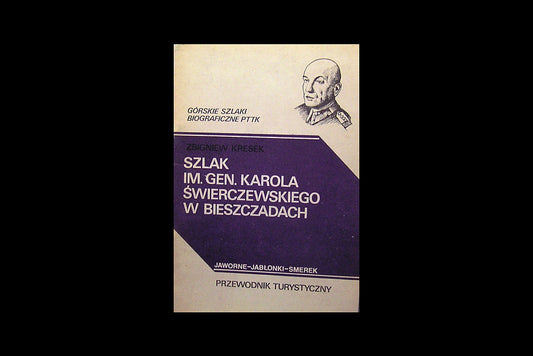 GÓRSKIE SZLAKI
BIOGRAFICZNE PTTK
ZBIGNIEW KRESEK
SZLAK
IM. GEN. KAROLA
ŚWIERCZEWSKIEGO
W BIESZCZADACH
JAWORNE-JABŁONKI-SMEREK
PRZEWODNIK TURYSTYCZNY